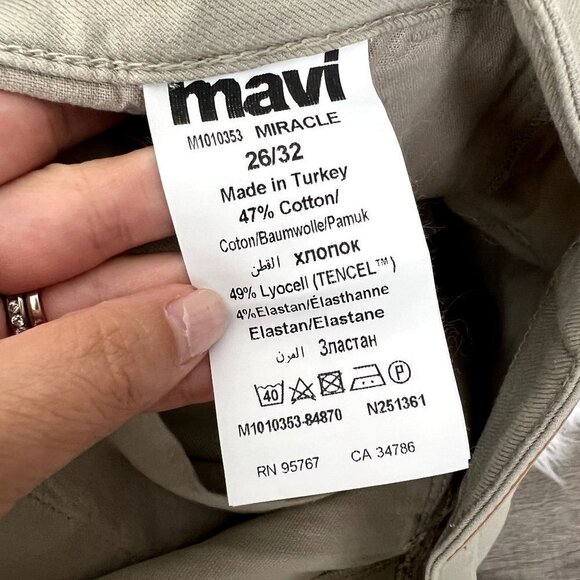 mavi
M1010353 MIRACLE
26/32
Made in Turkey
47% Cotton/
Coton/Baumwolle/Pamuk
القطن ХЛОПОК
49% Lyocell (TENCEL™)
4%Elastan/Élasthanne
Elastan/Elastane
المرن Эластан
40 P
M1010353-84870 N251361
RN 95767 CA 34786